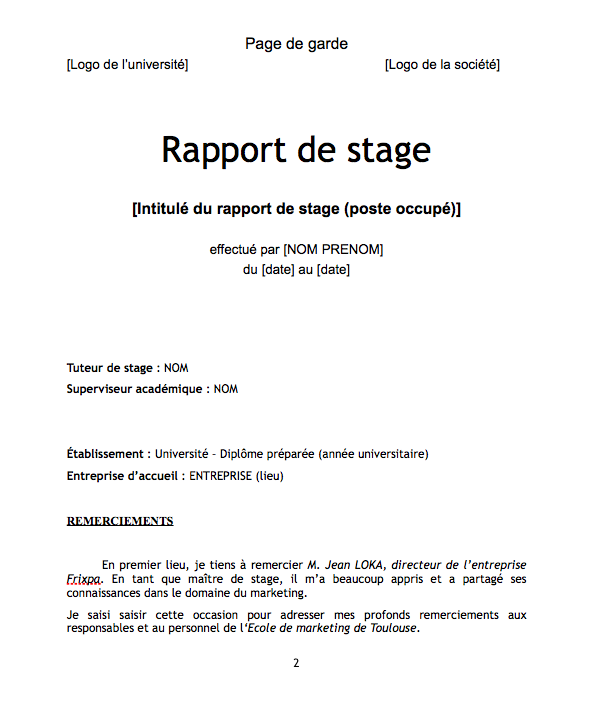 Page de garde
[Logo de l'université] [Logo de la société]
Rapport de stage
[Intitulé du rapport de stage (poste occupé)]
effectué par [NOM PRENOM]
du [date] au [date]
Tuteur de stage : NOM
Superviseur académique : NOM
Établissement : Université – Diplôme préparée (année universitaire)
Entreprise d'accueil : ENTREPRISE (lieu)
REMERCIEMENTS
En premier lieu, je tiens à remercier M. Jean LOKA, directeur de l'entreprise
Frixpa. En tant que maître de stage, il m'a beaucoup appris et a partagé ses
connaissances dans le domaine du marketing.
Je saisi saisir cette occasion pour adresser mes profonds remerciements aux
responsables et au personnel de l'Ecole de marketing de Toulouse.
2